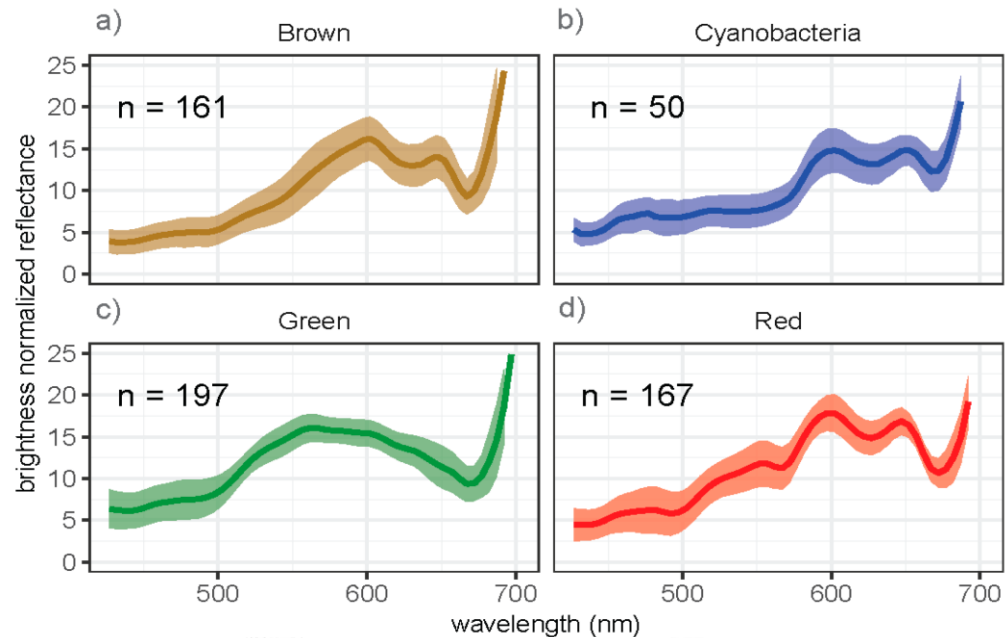 a)
Brown
b)
Cyanobacteria
brightness normalized reflectance
25
20
15
10
5
0
n = 161
n = 50
c)
Green
d)
Red
25
20
15
10
5
0
n = 197
n = 167
500
600
700
500
600
700
wavelength (nm)